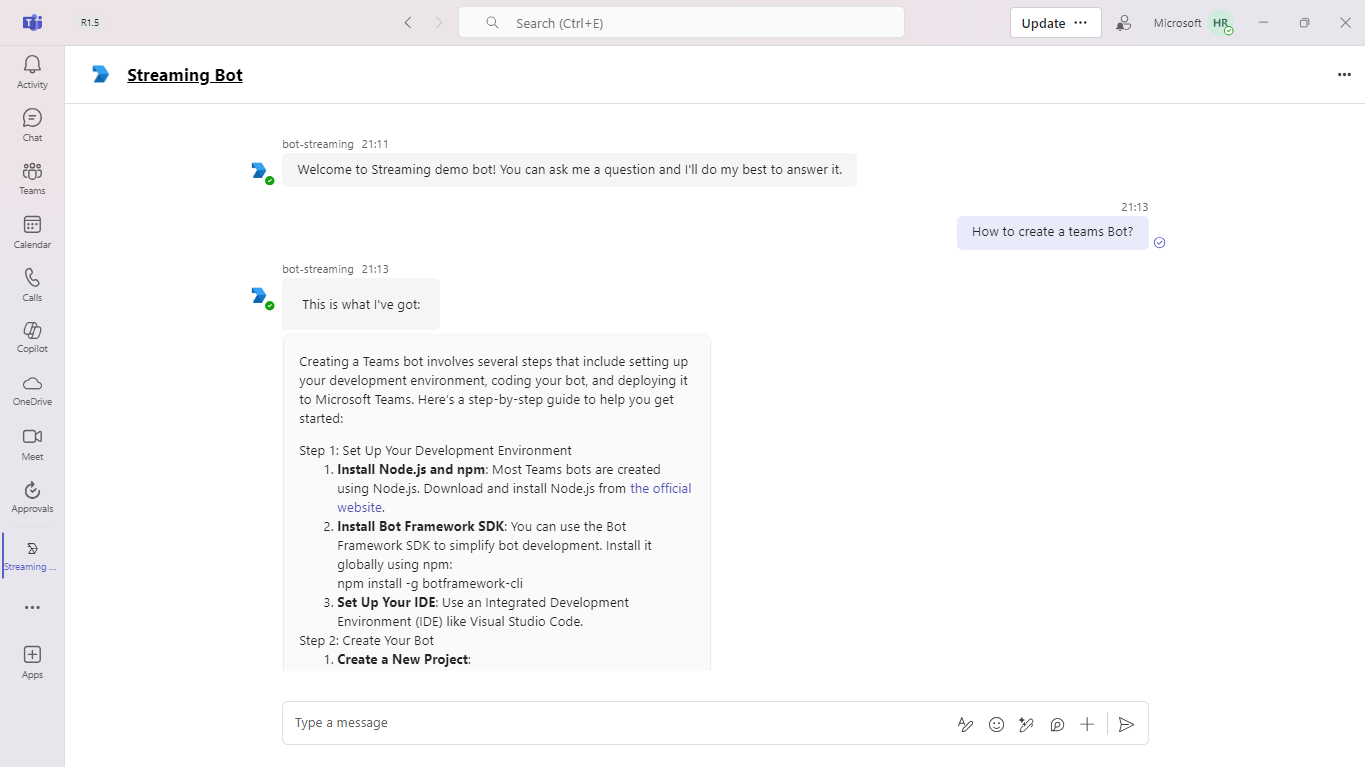 R1.5
Search (Ctrl+E)
Update
Microsoft
HR
Activity
Chat
Teams
Calendar
Calls
Copilot
OneDrive
Meet
Approvals
Streaming ...
Apps
Streaming Bot
bot-streaming 21:11
Welcome to Streaming demo bot! You can ask me a question and I'll do my best to answer it.
21:13
How to create a teams Bot?
bot-streaming 21:13
This is what I've got:
Creating a Teams bot involves several steps that include setting up
your development environment, coding your bot, and deploying it
to Microsoft Teams. Here's a step-by-step guide to help you get
started:
Step 1: Set Up Your Development Environment
1. Install Node.js and npm: Most Teams bots are created
using Node.js. Download and install Node.js from the official
website.
2. Install Bot Framework SDK: You can use the Bot
Framework SDK to simplify bot development. Install it
globally using npm:
npm install -g botframework-cli
3. Set Up Your IDE: Use an Integrated Development
Environment (IDE) like Visual Studio Code.
Step 2: Create Your Bot
1. Create a New Project:
Type a message